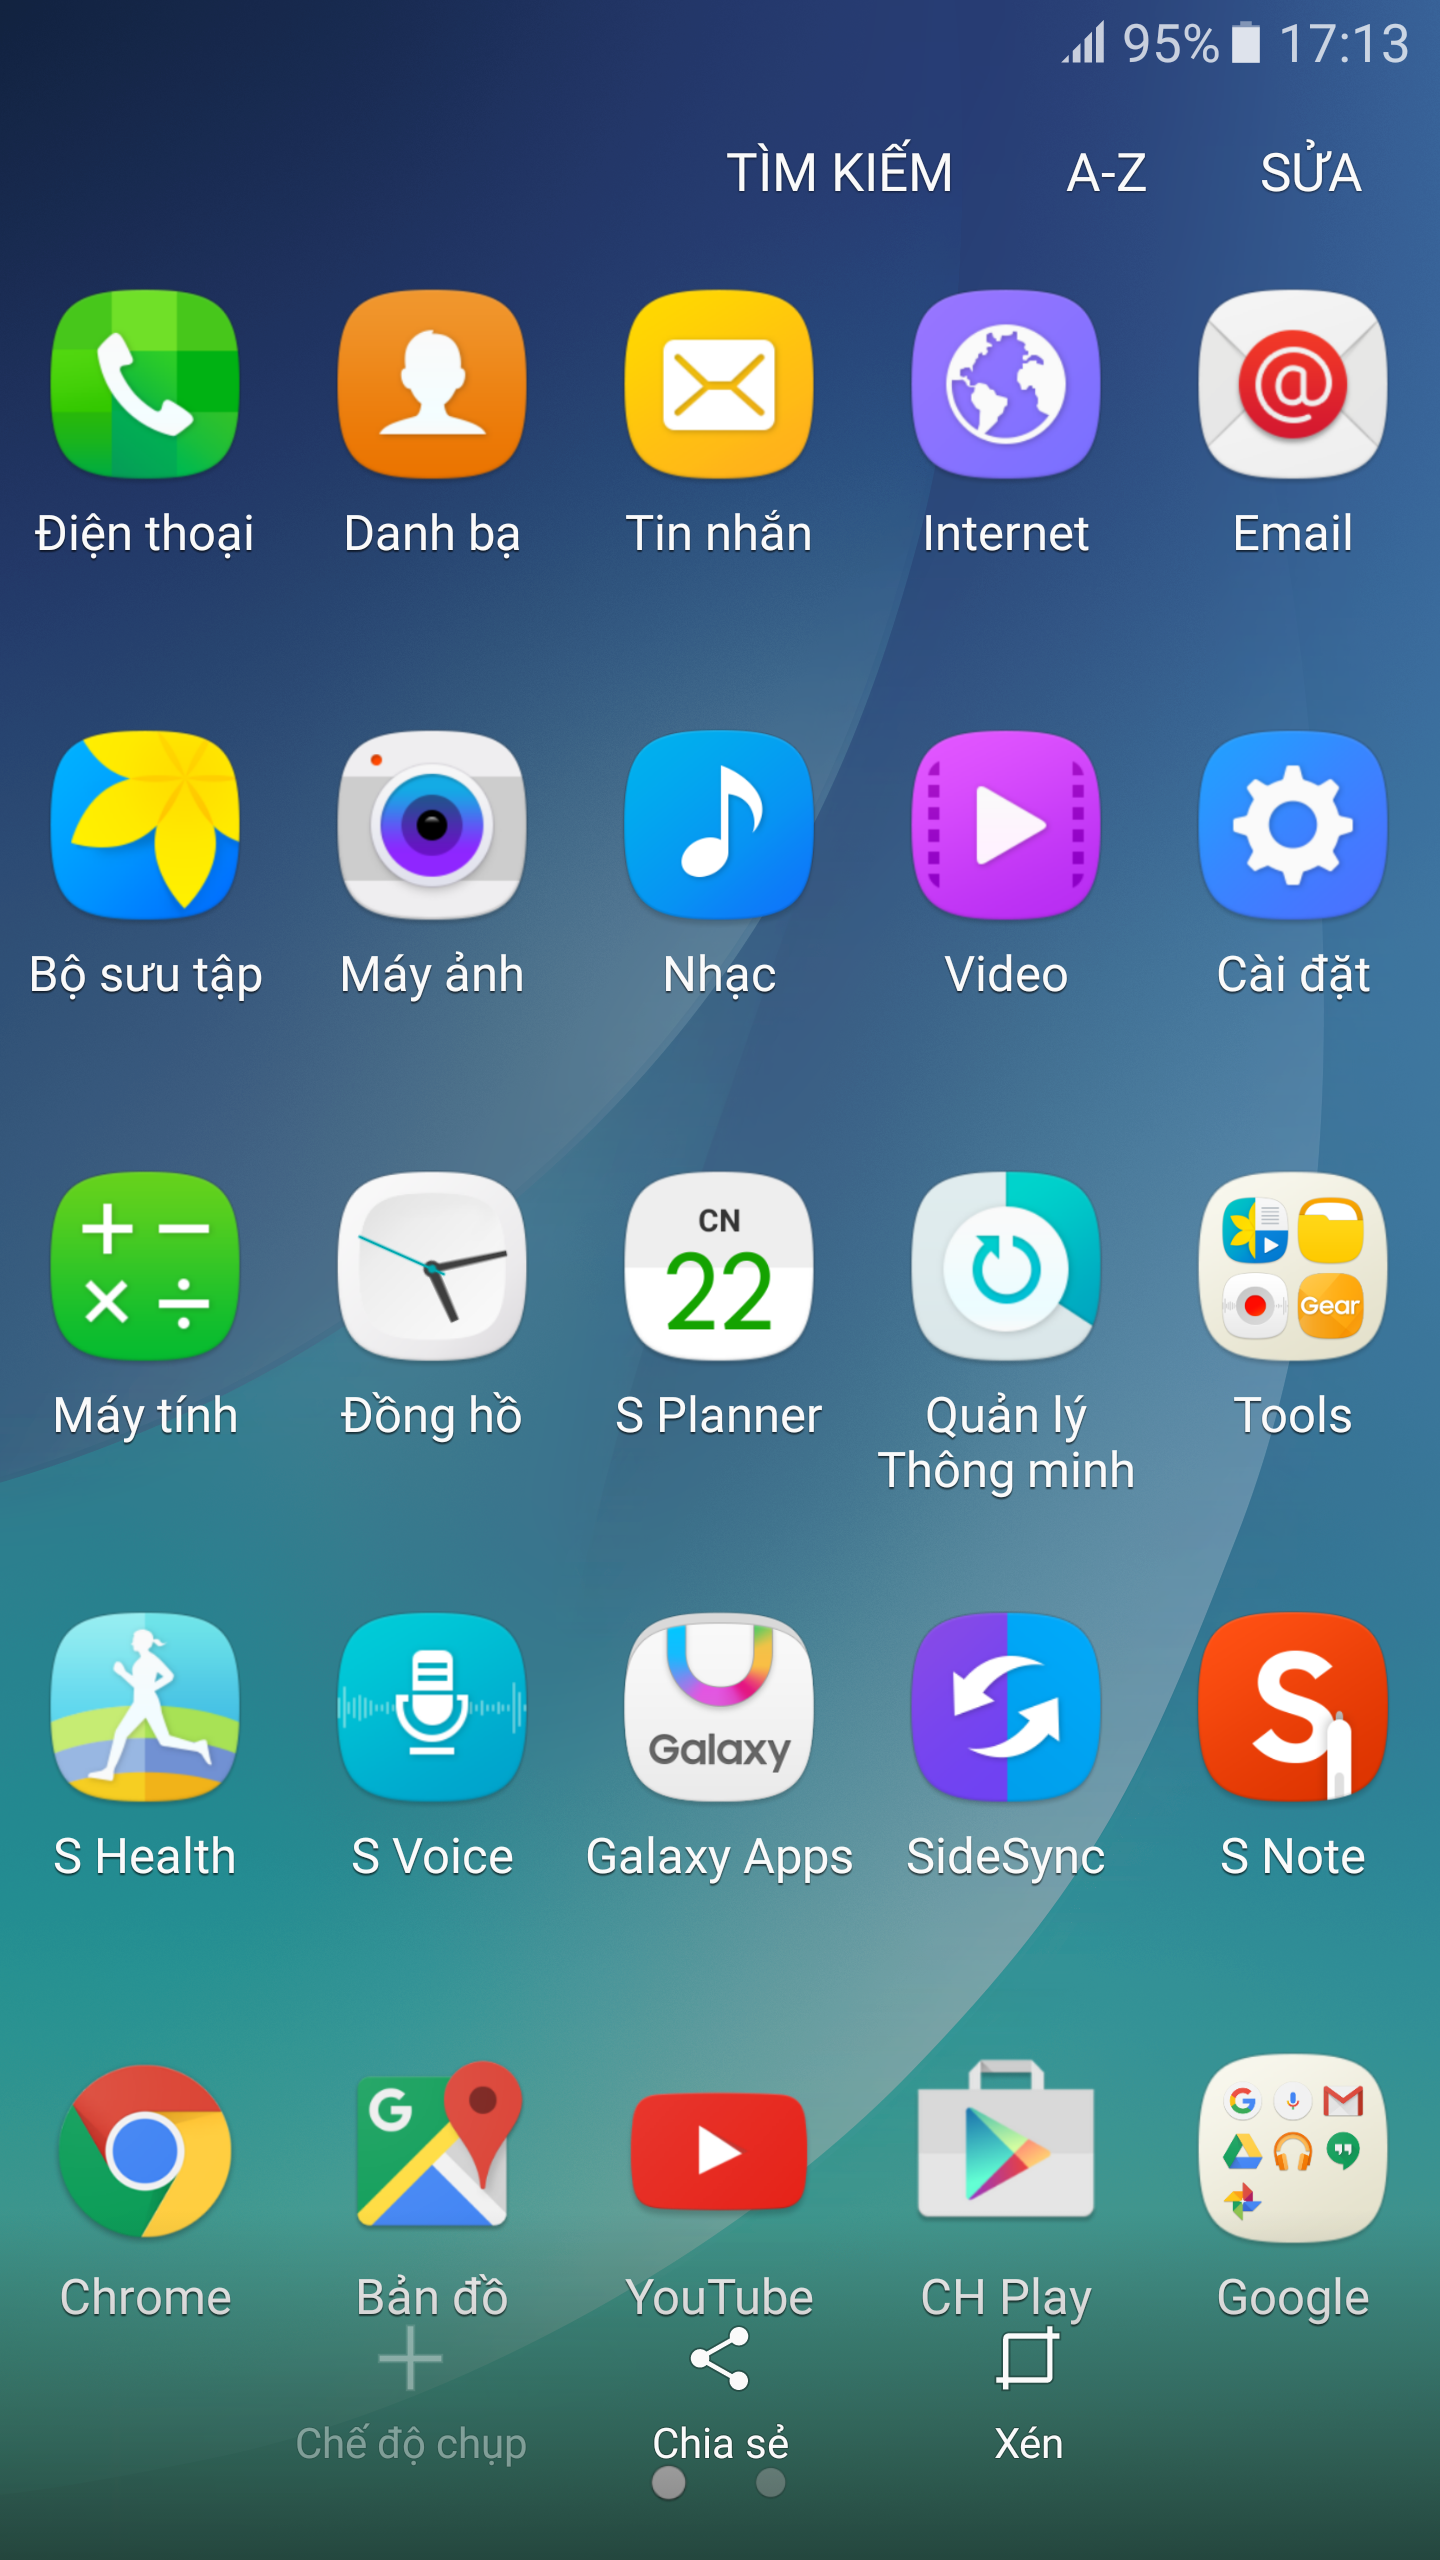 95% 17:13
TÌM KIẾM A-Z SỬA
Điện thoại Danh bạ Tin nhắn Internet Email
Bộ sưu tập Máy ảnh Nhạc Video Cài đặt
CN
22
Gear
Máy tính Đồng hồ S Planner Quản lý Thông minh Tools
Galaxy
S Health S Voice Galaxy Apps SideSync S Note
Chrome Bản đồ YouTube CH Play Google
Chế độ chụp Chia sẻ Xén